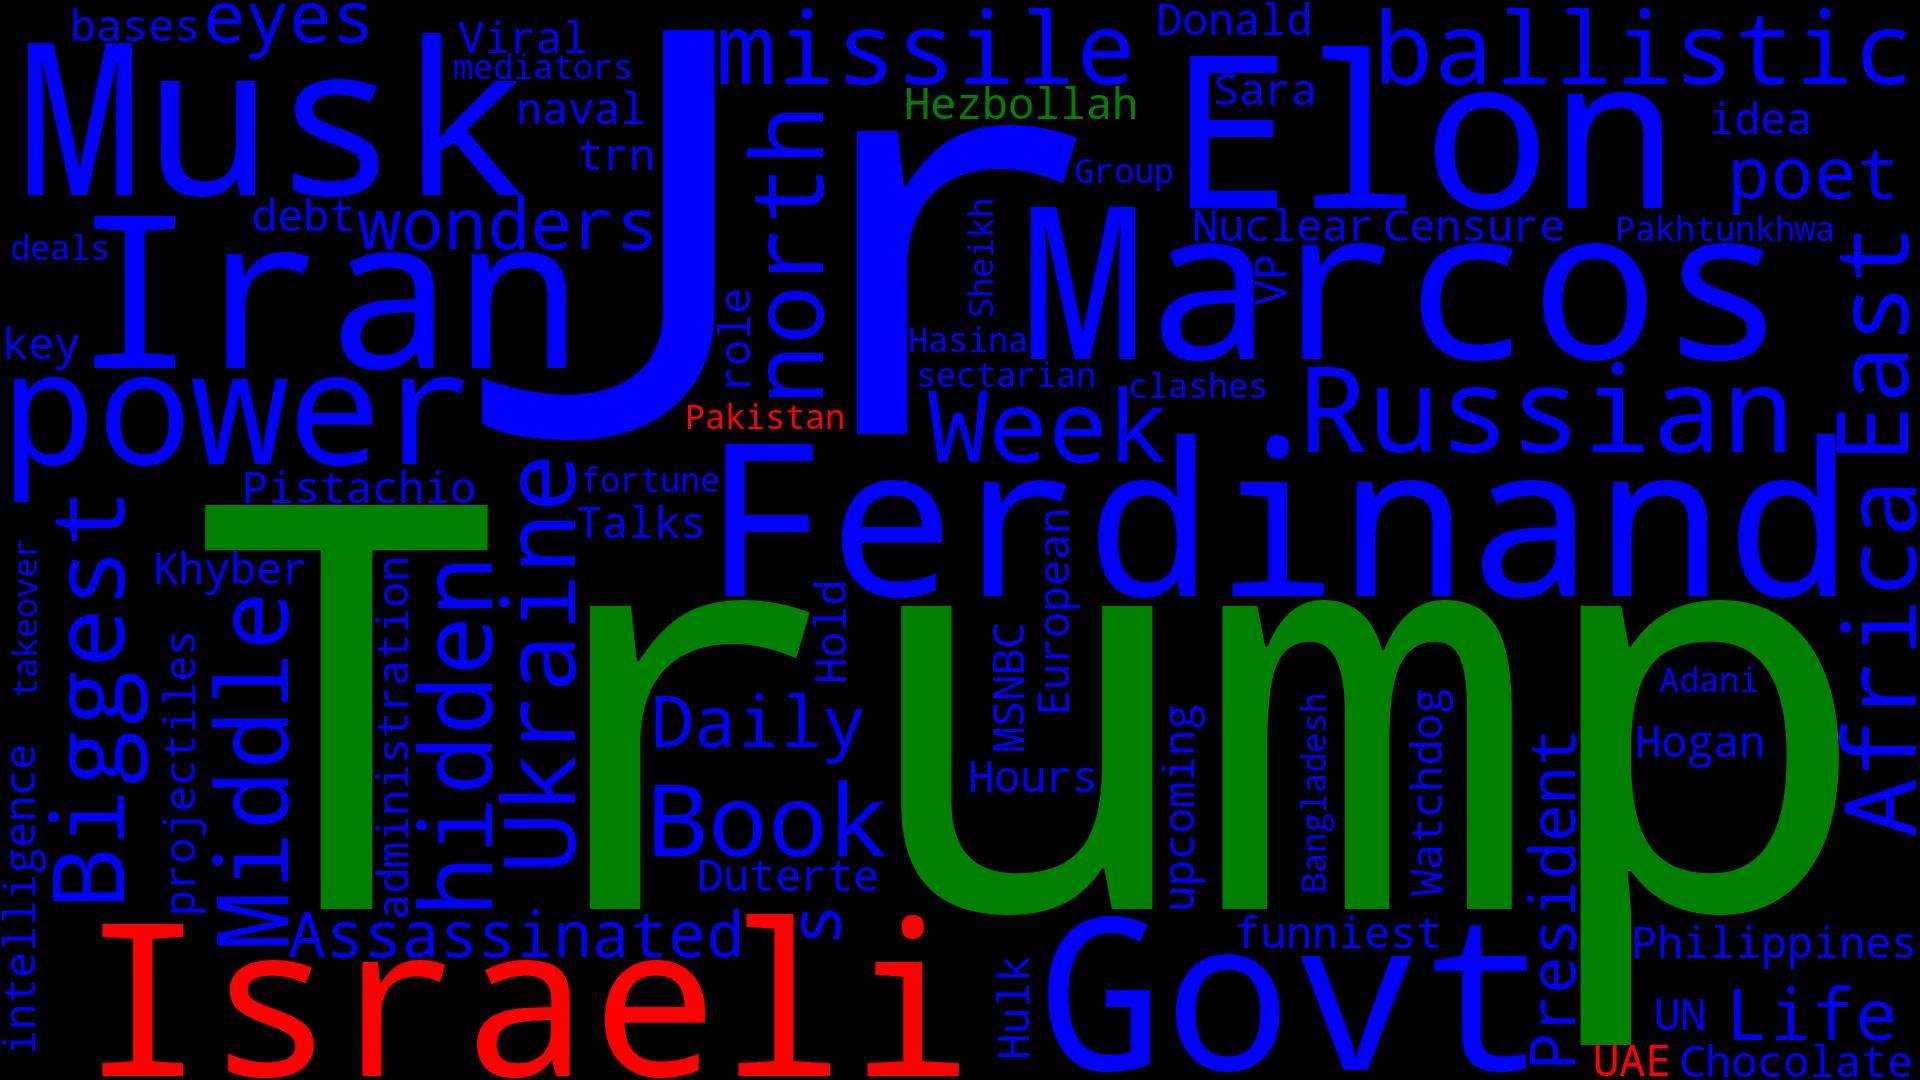 bases
eyes
Viral
mediators
missile
Donald
ballistic
Musk
naval
trn
Jr
north
Hezbollah
Sara
Elon
idea
poet
Group
debt
wonders
Nuclear
Censure
Pakhtunkhwa
deals
Iran
Sheikh
VP
Marcos
East
key
role
Hasina
power
sectarian
clashes
Russian
Pakistan
Week
Pistachio
fortune
Talks
Ferdinand
Khyber
takeover
Biggest
Ukraine
European
Hold
Trump
projectiles
Middle
administration
hidden
Daily
MSNBC
Adani
Africa
Hogan
Hours
upcoming
Bangladesh
Watchdog
Book
President
intelligence
Duterte
Assassinated
s
funniest
Philippines
Israeli
Hulk
Govt
UN
Life
UAE
Chocolate